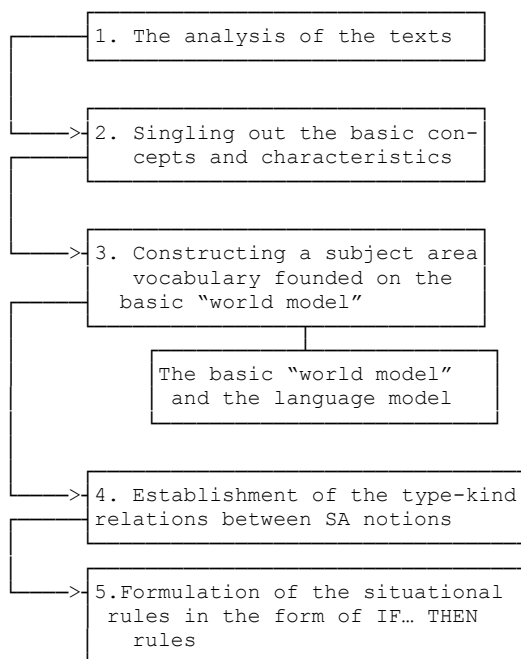 1. The analysis of the texts
2. Singling out the basic con-
cepts and characteristics
3. Constructing a subject area
vocabulary founded on the
basic “world model”
The basic “world model”
and the language model
4. Establishment of the type-kind
relations between SA notions
5.Formulation of the situational
rules in the form of IF… THEN
rules